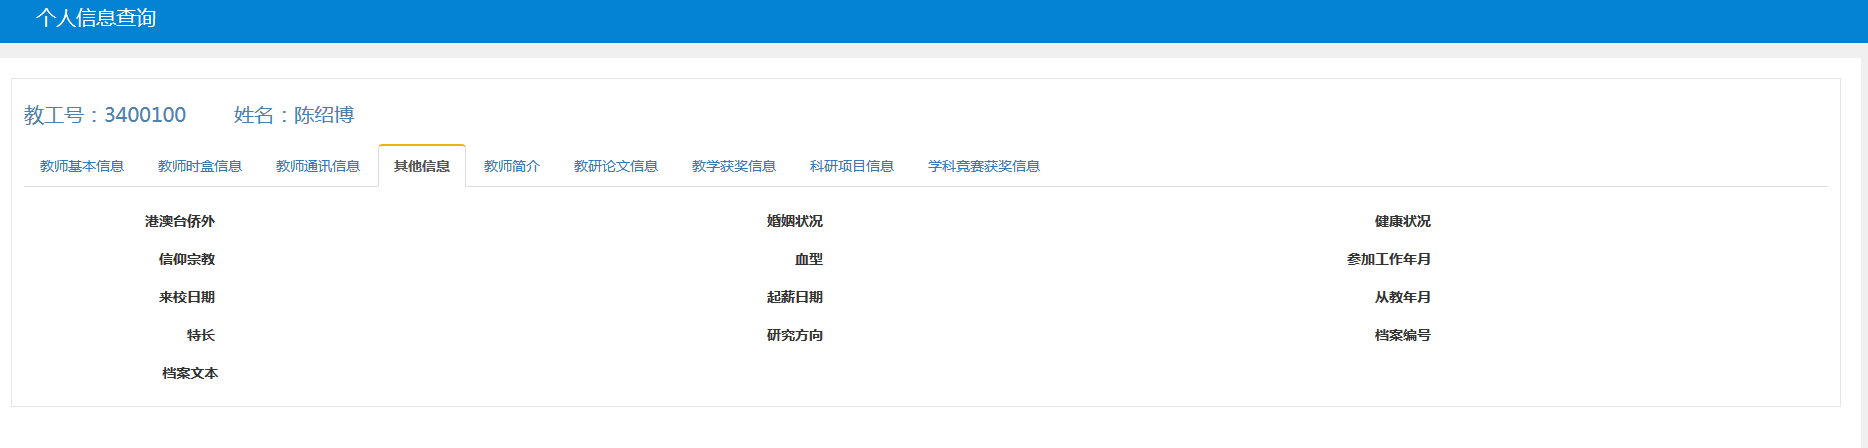 个人信息查询
教工号：3400100 姓名：陈绍博
教师基本信息 教师时盒信息 教师通讯信息 其他信息 教师简介 教研论文信息 教学获奖信息 科研项目信息 学科竞赛获奖信息
港澳台侨外 婚姻状况 健康状况
信仰宗教 血型 参加工作年月
来校日期 起薪日期 从教年月
特长 研究方向 档案编号
档案文本